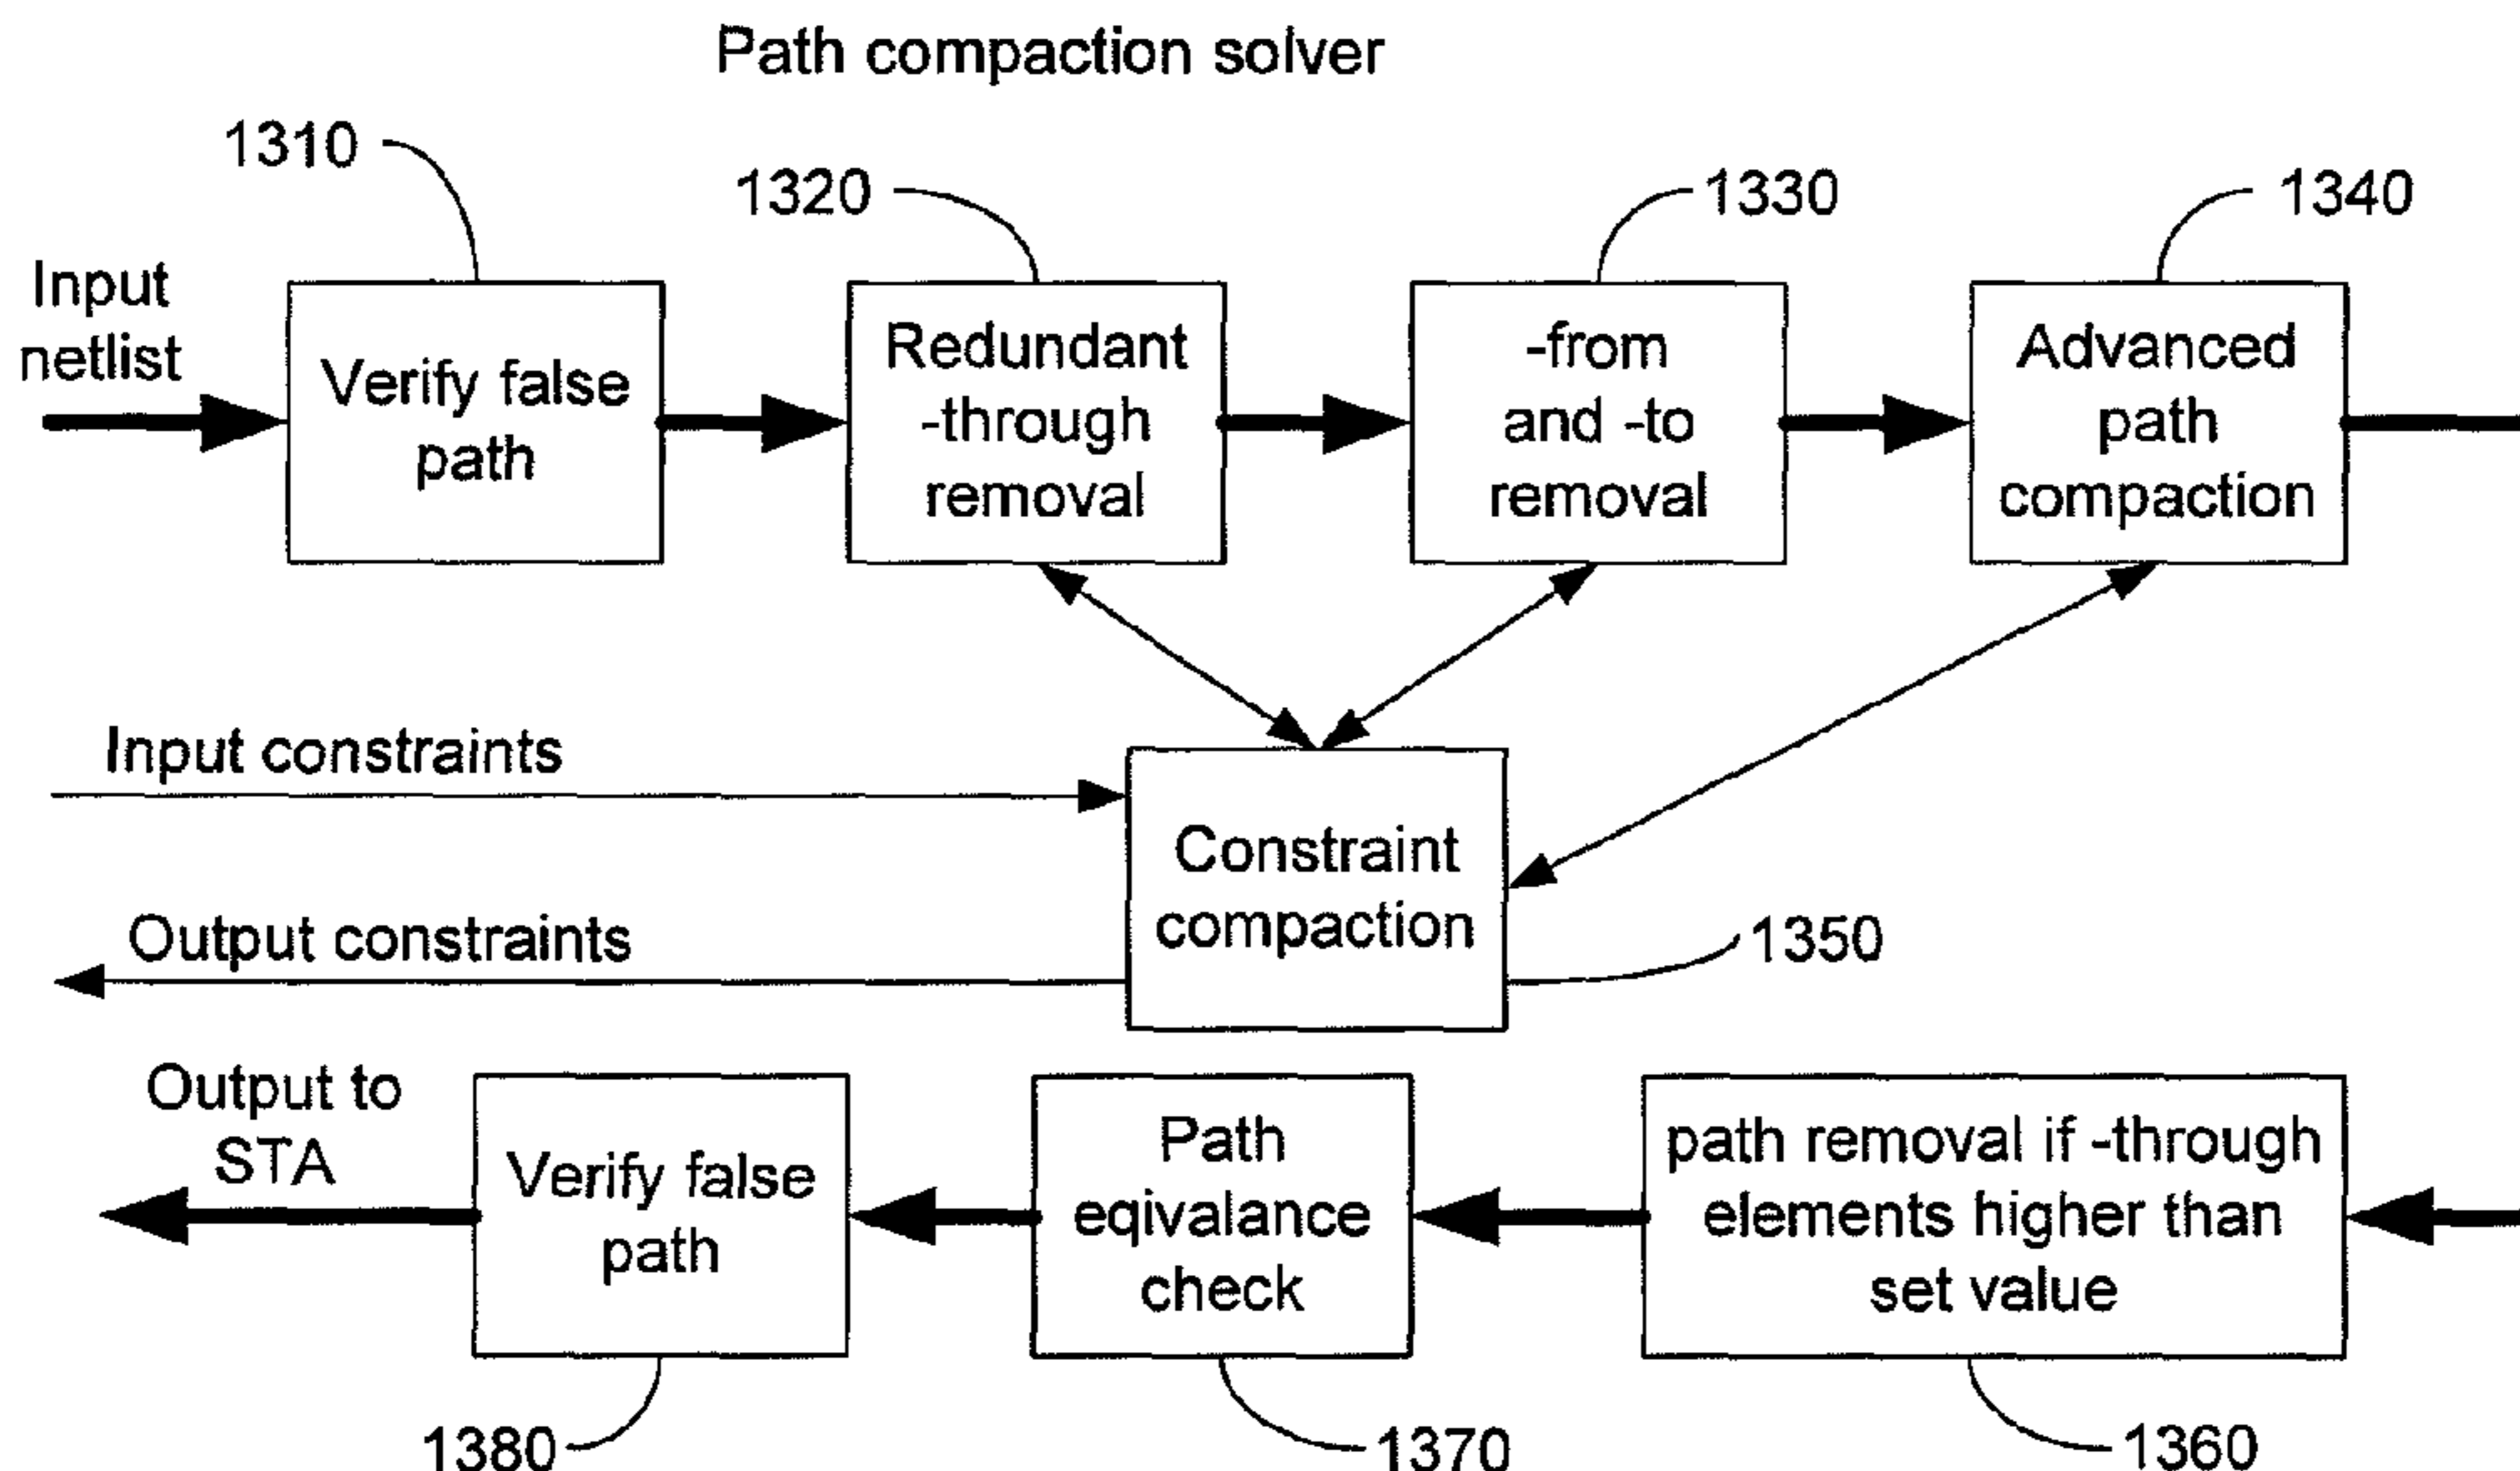 Path compaction solver
1310
1320
1330
1340
Input
netlist
Verify false
path
Redundant
-through
removal
-from
and -to
removal
Advanced
path
compaction
Input constraints
Constraint
compaction
Output constraints
1350
Output to
STA
Verify false
path
Path
eqivalance
check
path removal if -through
elements higher than
set value
1380
1370
1360